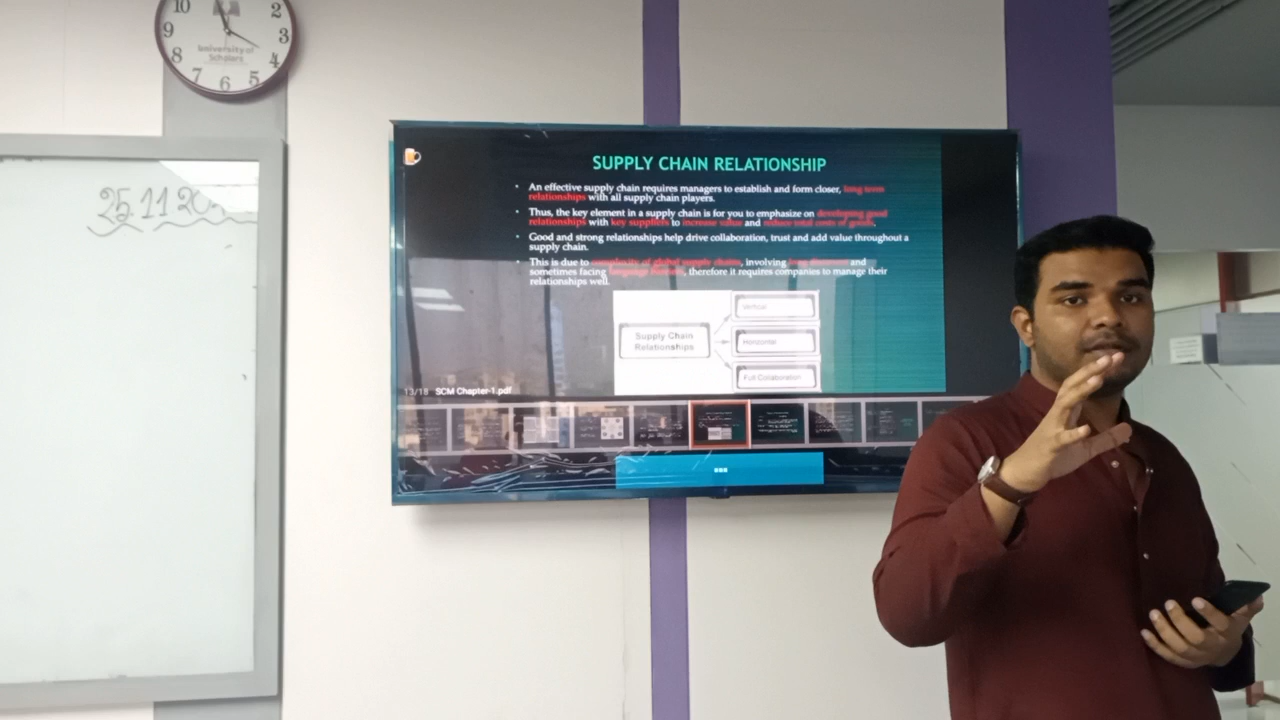 10
2
9
3
8
4
7
6
5
University of
Scholars
25.11.20
SUPPLY CHAIN RELATIONSHIP
• An effective supply chain requires managers to establish and form closer, long term
relationships with all supply chain players.
• Thus, the key element in a supply chain is for you to emphasize on developing good
relationships with key suppliers to increase value and reduce total costs of goods.
• Good and strong relationships help drive collaboration, trust and add value throughout a
supply chain.
• This is due to complexity of global supply chains, involving long distances and
sometimes facing language barriers, therefore it requires companies to manage their
relationships well.
Supply Chain
Relationships
Vertical
Horizontal
Full Collaboration
13/18 SCM Chapter-1.pdf